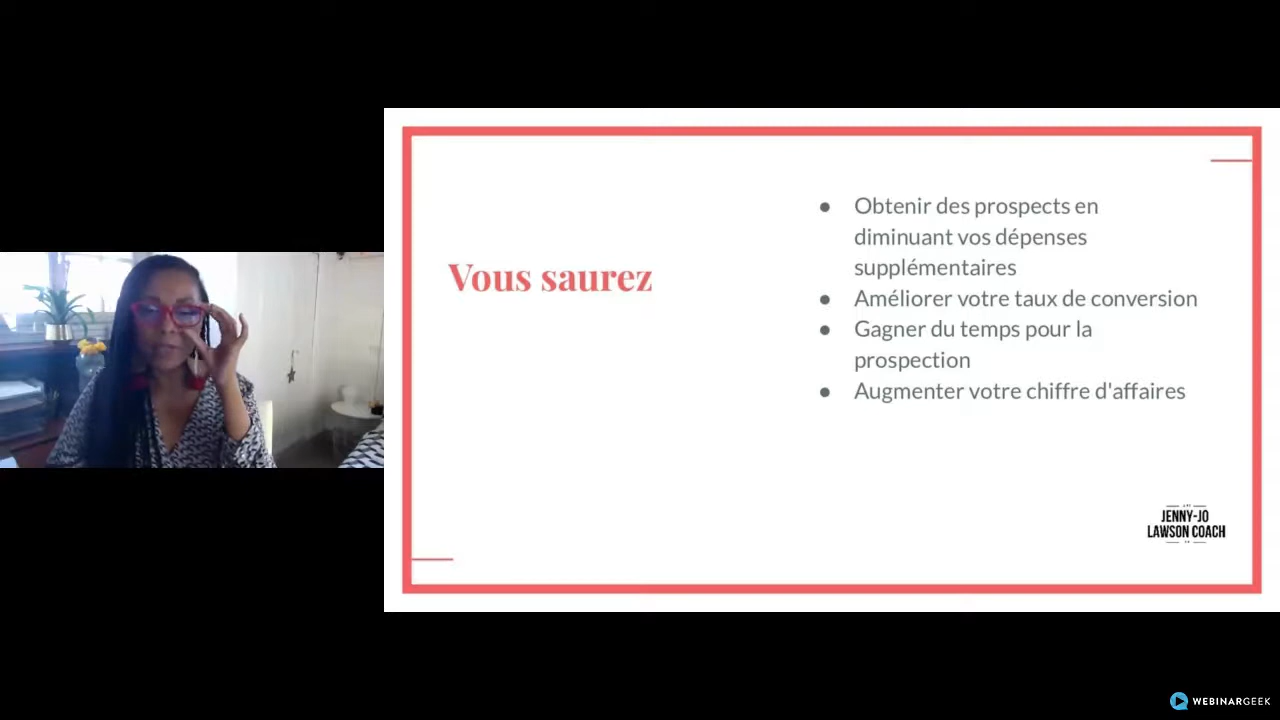 Vous saurez
● Obtenir des prospects en
diminuant vos dépenses
supplémentaires
● Améliorer votre taux de conversion
● Gagner du temps pour la
prospection
● Augmenter votre chiffre d'affaires
JENNY-JO
LAWSON COACH
WEBINARGEEK